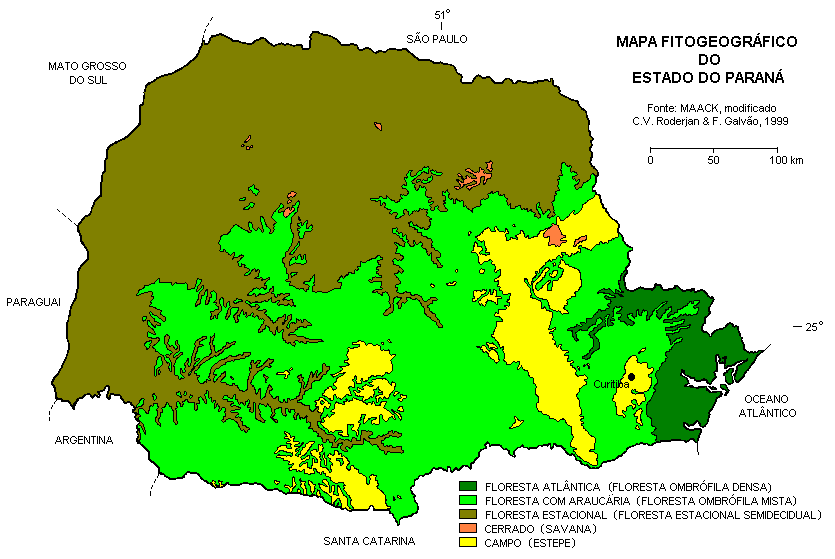 51°
SÃO PAULO
MAPA FITOGEOGRÁFICO
DO
ESTADO DO PARANÁ
MATO GROSSO
DO SUL
Fonte: MAACK, modificado
C.V. Roderjan & F. Galvão, 1999
0 50 100 km
PARAGUAI
25°
Curitiba
OCEANO
ATLÂNTICO
ARGENTINA
FLORESTA ATLÂNTICA (FLORESTA OMBRÓFILA DENSA)
FLORESTA COM ARAUCÁRIA (FLORESTA OMBRÓFILA MISTA)
FLORESTA ESTACIONAL (FLORESTA ESTACIONAL SEMIDECIDUAL)
CERRADO (SAVANA)
CAMPO (ESTEPE)
SANTA CATARINA